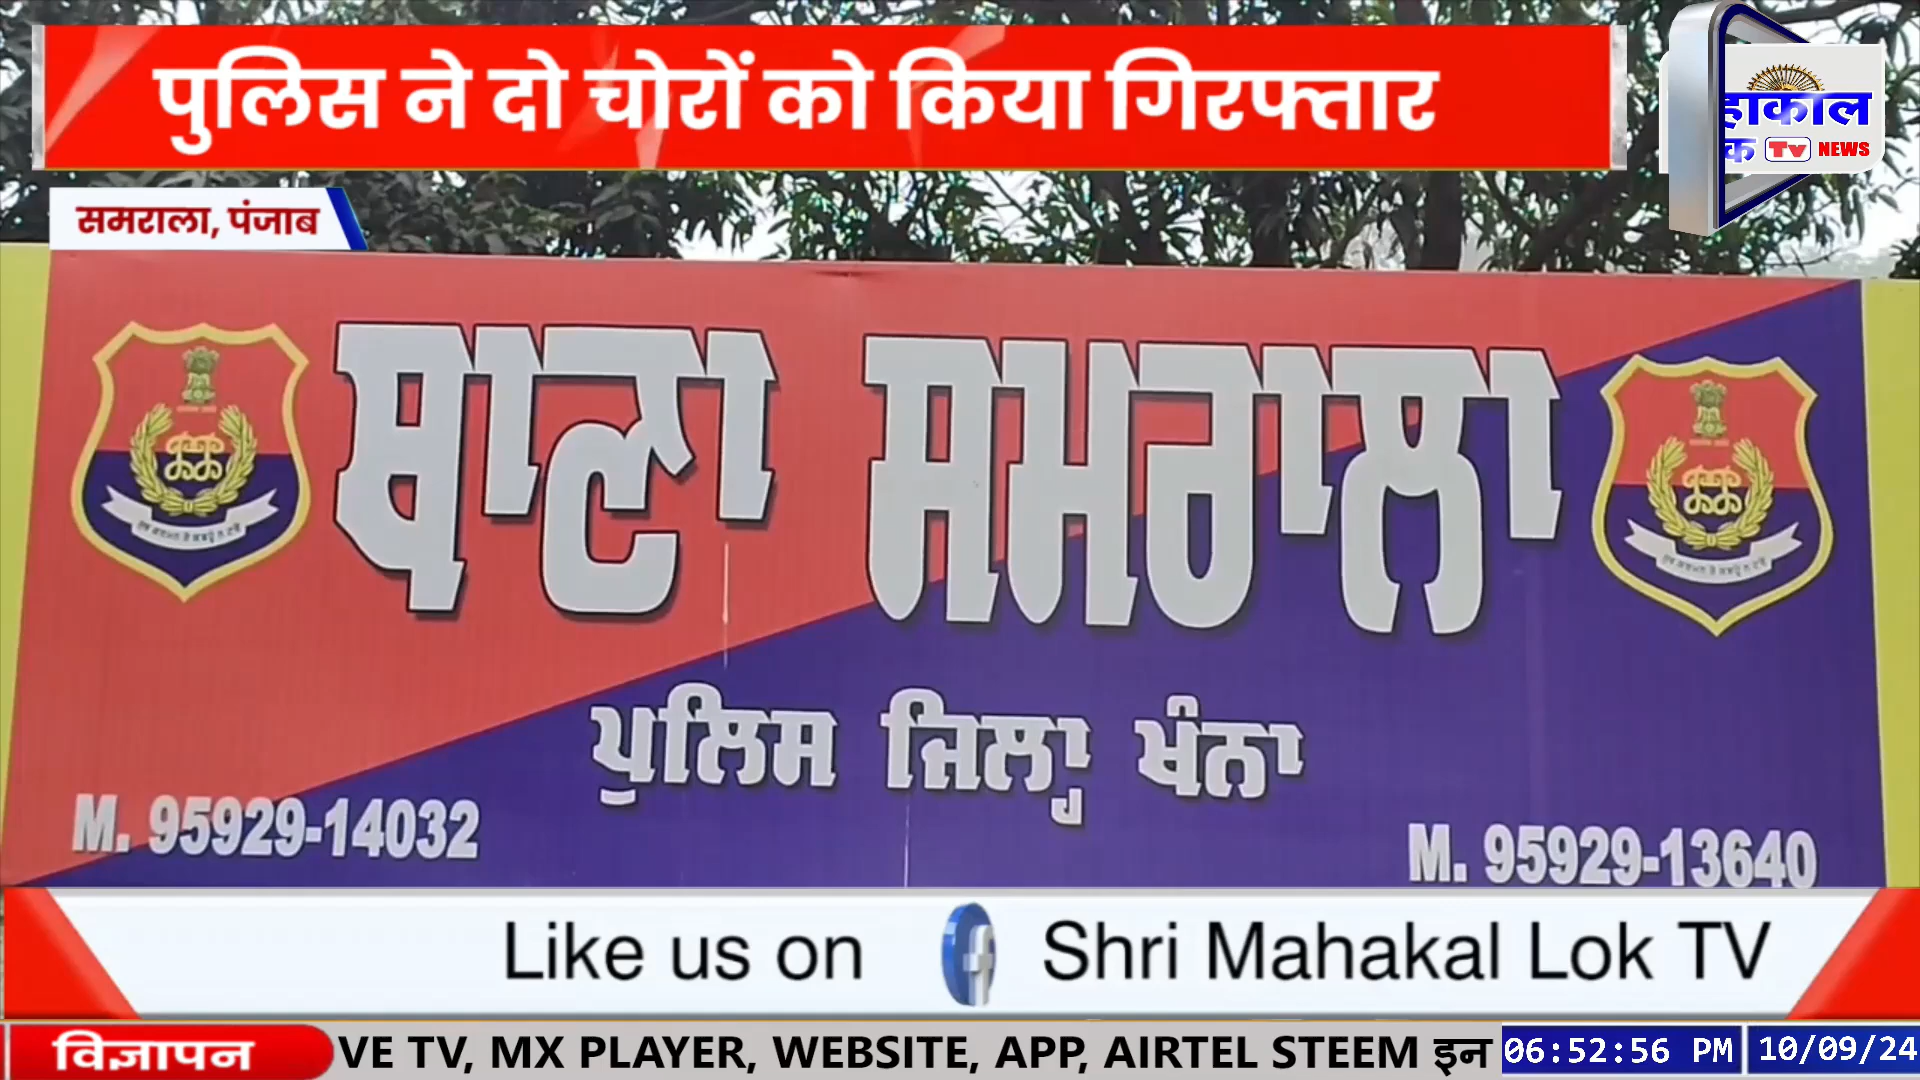 पुलिस ने दो चोरों को किया गिरफ्तार
हाकाल
क TV NEWS
समराला, पंजाब
ਥਾਣਾ ਸਮਰਾਲਾ
ਪੁਲਿਸ ਜਿਲ੍ਹਾ ਖੰਨਾ
M. 95929-14032
M. 95929-13640
Like us on Shri Mahakal Lok TV
विज्ञापन VE TV, MX PLAYER, WEBSITE, APP, AIRTEL STEEM इन 06:52:56 PM 10/09/24